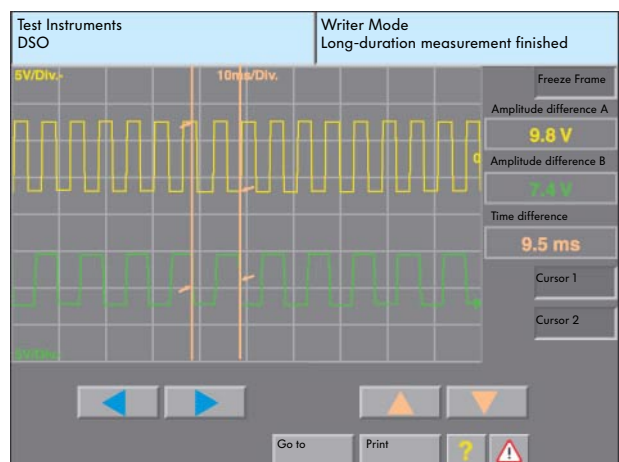 Test Instruments
DSO
Writer Mode
Long-duration measurement finished
5V/Div.-
10ms/Div.
Freeze Frame
Amplitude difference A
9.8 V
0
Amplitude difference B
7.4 V
Time difference
9.5 ms
Cursor 1
Cursor 2
5V/Div.
Go to
Print
?
!